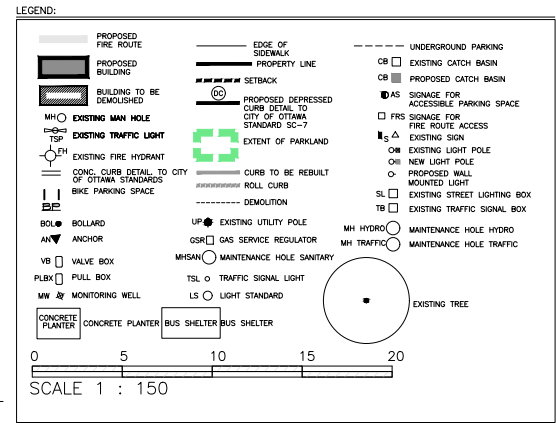 LEGEND:
PROPOSED
FIRE ROUTE
PROPOSED
BUILDING
BUILDING TO BE
DEMOLISHED
MH EXISTING MAN HOLE
TSP EXISTING TRAFFIC LIGHT
FH EXISTING FIRE HYDRANT
CONC. CURB DETAIL TO CITY
OF OTTAWA STANDARDS
BP BIKE PARKING SPACE
BOL BOLLARD
AN ANCHOR
VB VALVE BOX
PLBX PULL BOX
MW MONITORING WELL
CONCRETE
PLANTER
CONCRETE PLANTER
EDGE OF
SIDEWALK
PROPERTY LINE
SETBACK
DC
PROPOSED DEPRESSED
CURB DETAIL TO
CITY OF OTTAWA
STANDARD SC-7
EXTENT OF PARKLAND
CURB TO BE REBUILT
ROLL CURB
DEMOLITION
UP EXISTING UTILITY POLE
GSR GAS SERVICE REGULATOR
MHSAN MAINTENANCE HOLE SANITARY
TSL TRAFFIC SIGNAL LIGHT
LS LIGHT STANDARD
BUS SHELTER BUS SHELTER
UNDERGROUND PARKING
CB EXISTING CATCH BASIN
CB PROPOSED CATCH BASIN
AS SIGNAGE FOR
ACCESSIBLE PARKING SPACE
FRS SIGNAGE FOR
FIRE ROUTE ACCESS
S EXISTING SIGN
EXISTING LIGHT POLE
NEW LIGHT POLE
PROPOSED WALL
MOUNTED LIGHT
SL EXISTING STREET LIGHTING BOX
TB EXISTING TRAFFIC SIGNAL BOX
MH HYDRO MAINTENANCE HOLE HYDRO
MH TRAFFIC MAINTENANCE HOLE TRAFFIC
EXISTING TREE
0 5 10 15 20
SCALE 1 : 150